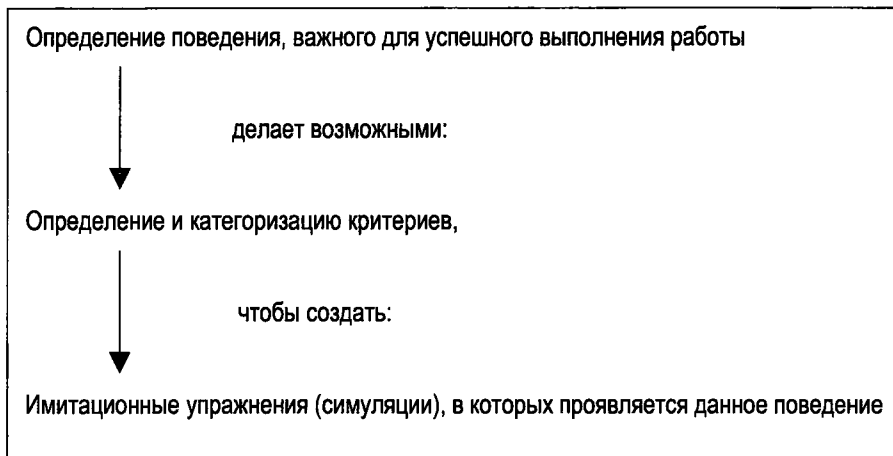 Определение поведения, важного для успешного выполнения работы
делает возможными:
Определение и категоризацию критериев,
чтобы создать:
Имитационные упражнения (симуляции), в которых проявляется данное поведение